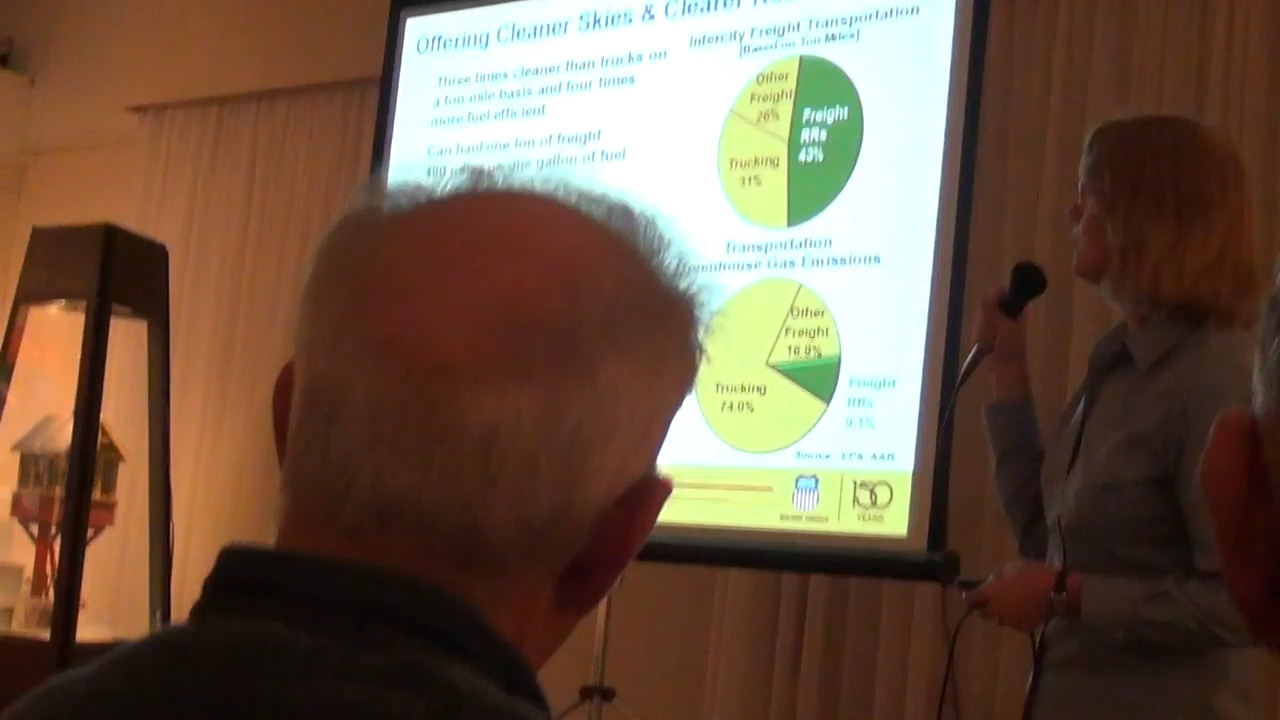 Offering Cleaner Skies & Clearer
Three times cleaner than trucks on
a ton-mile basis and four times
more fuel efficient
Can haul one ton of freight
on one gallon of fuel
Intercity Freight Transportation
[Based on Ton Miles]
Other
Freight
26%
Freight
RRs
43%
Trucking
31%
Transportation
Gas Emissions
Other
Freight
16.9%
Trucking
74.0%
Freight
RRs
9.1%
Source: EPA, AAR
150
YEARS